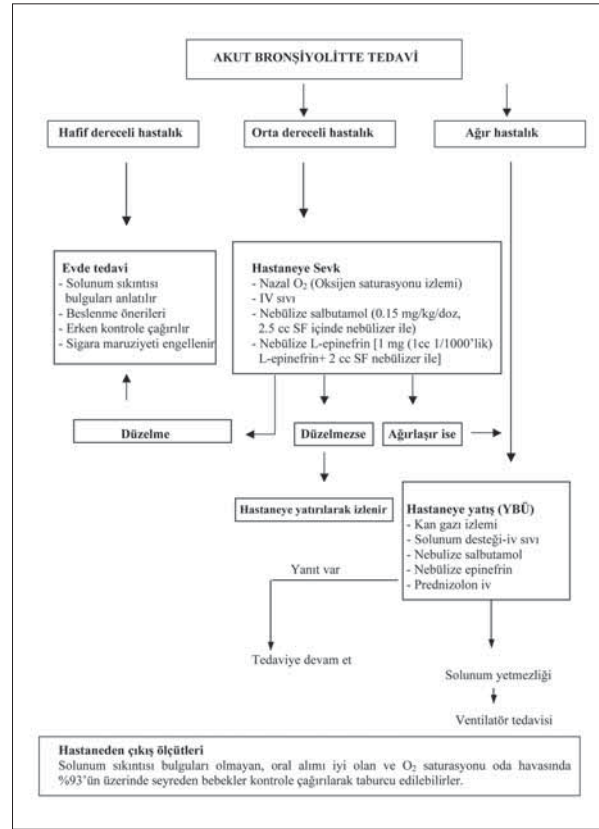 AKUT BRONŞİYOLİTTE TEDAVİ
Hafif dereceli hastalık
Orta dereceli hastalık
Ağır hastalık
Evde tedavi
- Solunum sıkıntısı
bulguları anlatılır
- Beslenme önerileri
- Erken kontrole çağırılır
- Sigara maruziyeti engellenir
Hastaneye Sevk
- Nazal O₂ (Oksijen saturasyonu izlemi)
- IV sıvı
- Nebülize salbutamol (0.15 mg/kg/doz,
2.5 cc SF içinde nebülizer ile)
- Nebülize L-epinefrin [1 mg (1cc 1/1000'lik)
L-epinefrin+ 2 cc SF nebülizer ile]
Düzelme
Düzelmezse
Ağırlaşır ise
Hastaneye yatırılarak izlenir
Hastaneye yatış (YBÜ)
- Kan gazı izlemi
- Solunum desteği-iv sıvı
- Nebulize salbutamol
- Nebülize epinefrin
- Prednizolon iv
Yanıt var
Tedaviye devam et
Solunum yetmezliği
Ventilatör tedavisi
Hastaneden çıkış ölçütleri
Solunum sıkıntısı bulguları olmayan, oral alımı iyi olan ve O₂ saturasyonu oda havasında
%93'ün üzerinde seyreden bebekler kontrole çağırılarak taburcu edilebilirler.